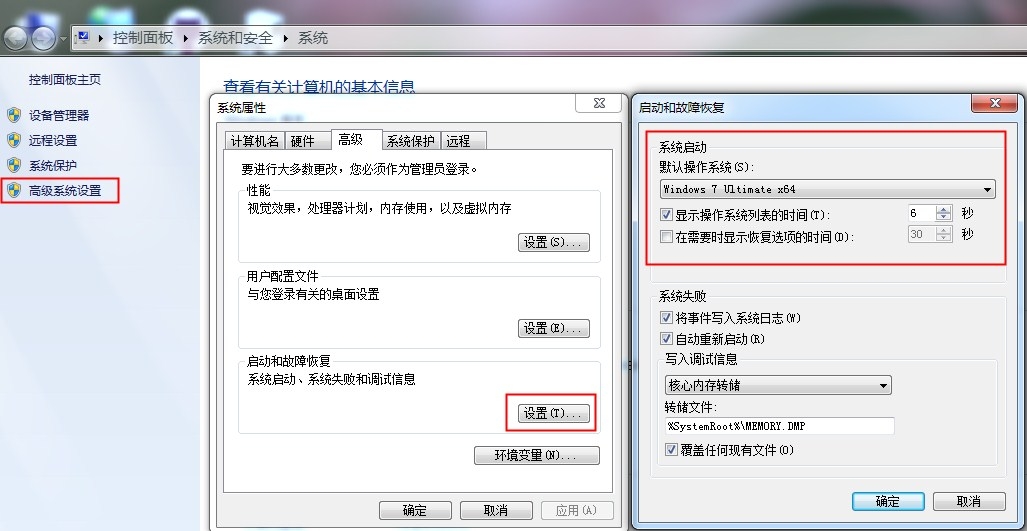 控制面板 系统和安全 系统
控制面板主页
设备管理器
远程设置
系统保护
高级系统设置
查看有关计算机的基本信息
系统属性
计算机名 硬件 高级 系统保护 远程
要进行大多数更改，您必须作为管理员登录。
性能
视觉效果，处理器计划，内存使用，以及虚拟内存
设置(S)...
用户配置文件
与您登录有关的桌面设置
设置(E)...
启动和故障恢复
系统启动、系统失败和调试信息
设置(T)...
环境变量(N)...
确定 取消 应用(A)
启动和故障恢复
系统启动
默认操作系统(S):
Windows 7 Ultimate x64
显示操作系统列表的时间(T): 6 秒
在需要时显示恢复选项的时间(D): 30 秒
系统失败
将事件写入系统日志(W)
自动重新启动(R)
写入调试信息
核心内存转储
转储文件:
%SystemRoot%\MEMORY.DMP
覆盖任何现有文件(O)
确定 取消